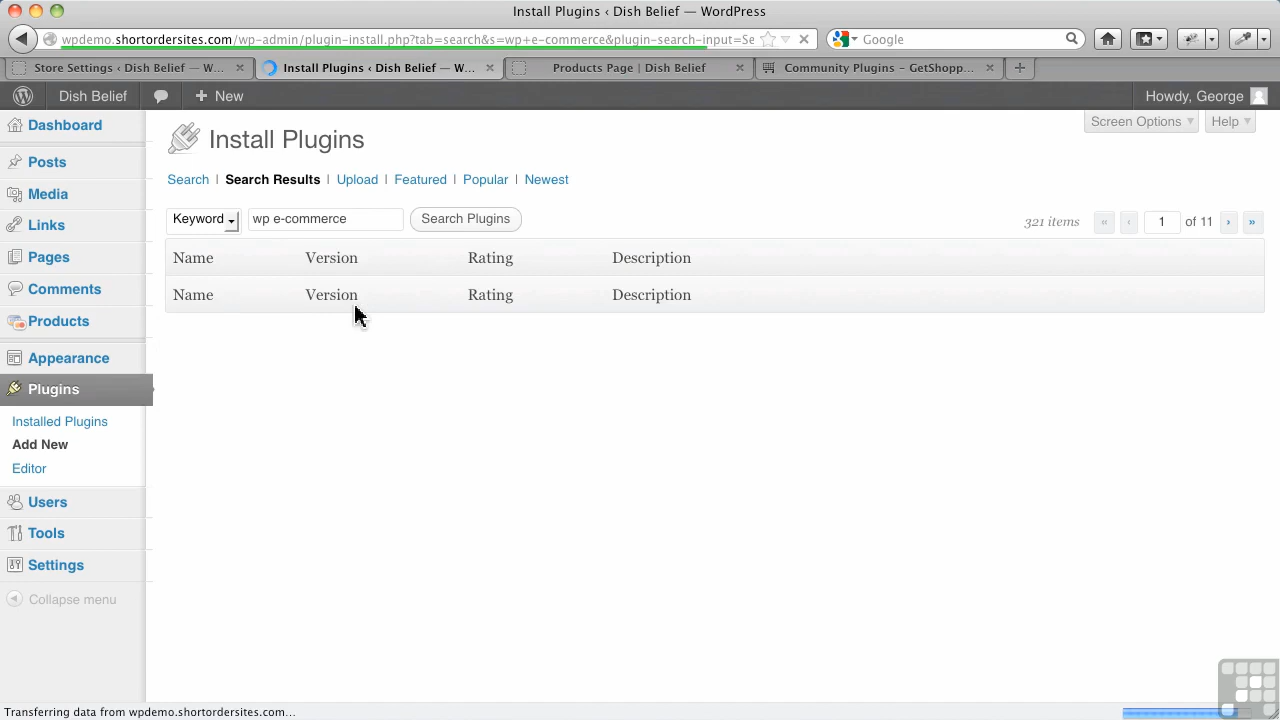 Install Plugins ‹ Dish Belief — WordPress
wpdemo.shortordersites.com/wp-admin/plugin-install.php?tab=search&s=wp+e-commerce&plugin-search-input=Se
Google
Store Settings ‹ Dish Belief — W...
Install Plugins ‹ Dish Belief — W...
Products Page | Dish Belief
Community Plugins – GetShopp...
Dish Belief
+ New
Howdy, George
Screen Options
Help
Dashboard
Posts
Media
Links
Pages
Comments
Products
Appearance
Plugins
Installed Plugins
Add New
Editor
Users
Tools
Settings
Collapse menu
Install Plugins
Search | Search Results | Upload | Featured | Popular | Newest
Keyword wp e-commerce Search Plugins
321 items « ‹ 1 of 11 › »
Name Version Rating Description
Name Version Rating Description
Transferring data from wpdemo.shortordersites.com...